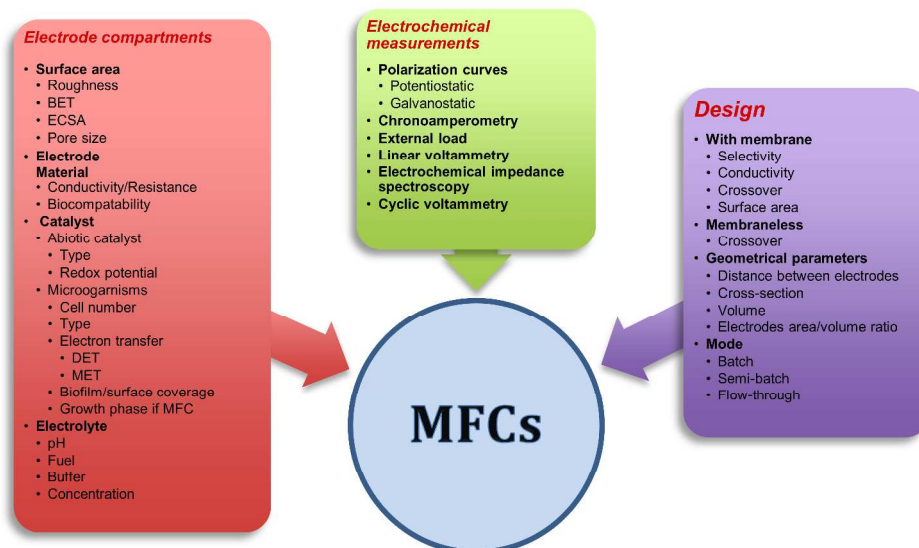 Electrode compartments
• Surface area
• Roughness
• BET
• ECSA
• Pore size
• Electrode
Material
• Conductivity/Resistance
• Biocompatability
• Catalyst
- Abiotic catalyst
• Type
• Redox potential
- Microogarnisms
• Cell number
• Type
• Electron transfer
• DET
• MET
• Biofilm/surface coverage
• Growth phase if MFC
• Electrolyte
• pH
• Fuel
• Buffer
• Concentration
Electrochemical
measurements
• Polarization curves
• Potentiostatic
• Galvanostatic
• Chronoamperometry
• External load
• Linear voltammetry
• Electrochemical impedance
spectroscopy
• Cyclic voltammetry
Design
• With membrane
• Selectivity
• Conductivity
• Crossover
• Surface area
• Membraneless
• Crossover
• Geometrical parameters
• Distance between electrodes
• Cross-section
• Volume
• Electrodes area/volume ratio
• Mode
• Batch
• Semi-batch
• Flow-through
MFCs